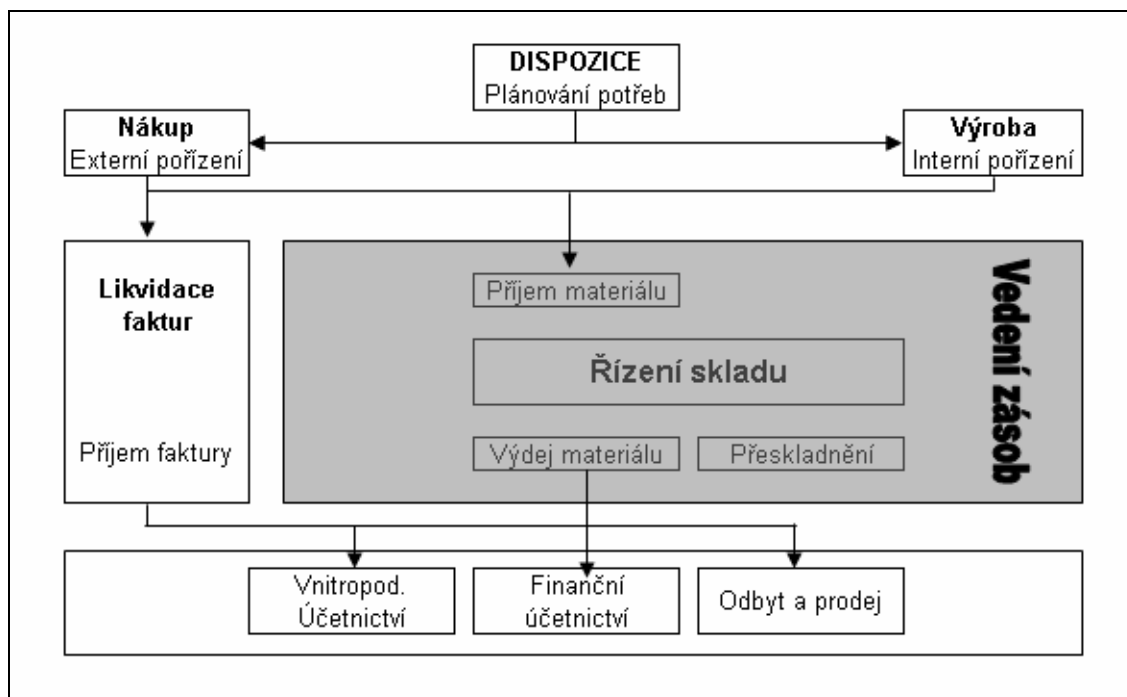 DISPOZICE
Plánování potřeb
Nákup
Externí pořízení
Výroba
Interní pořízení
Likvidace
faktur
Příjem faktury
Příjem materiálu
Řízení skladu
Výdej materiálu
Přeskladnění
Vedení zásob
Vnitropod.
Účetnictví
Finanční
účetnictví
Odbyt a prodej